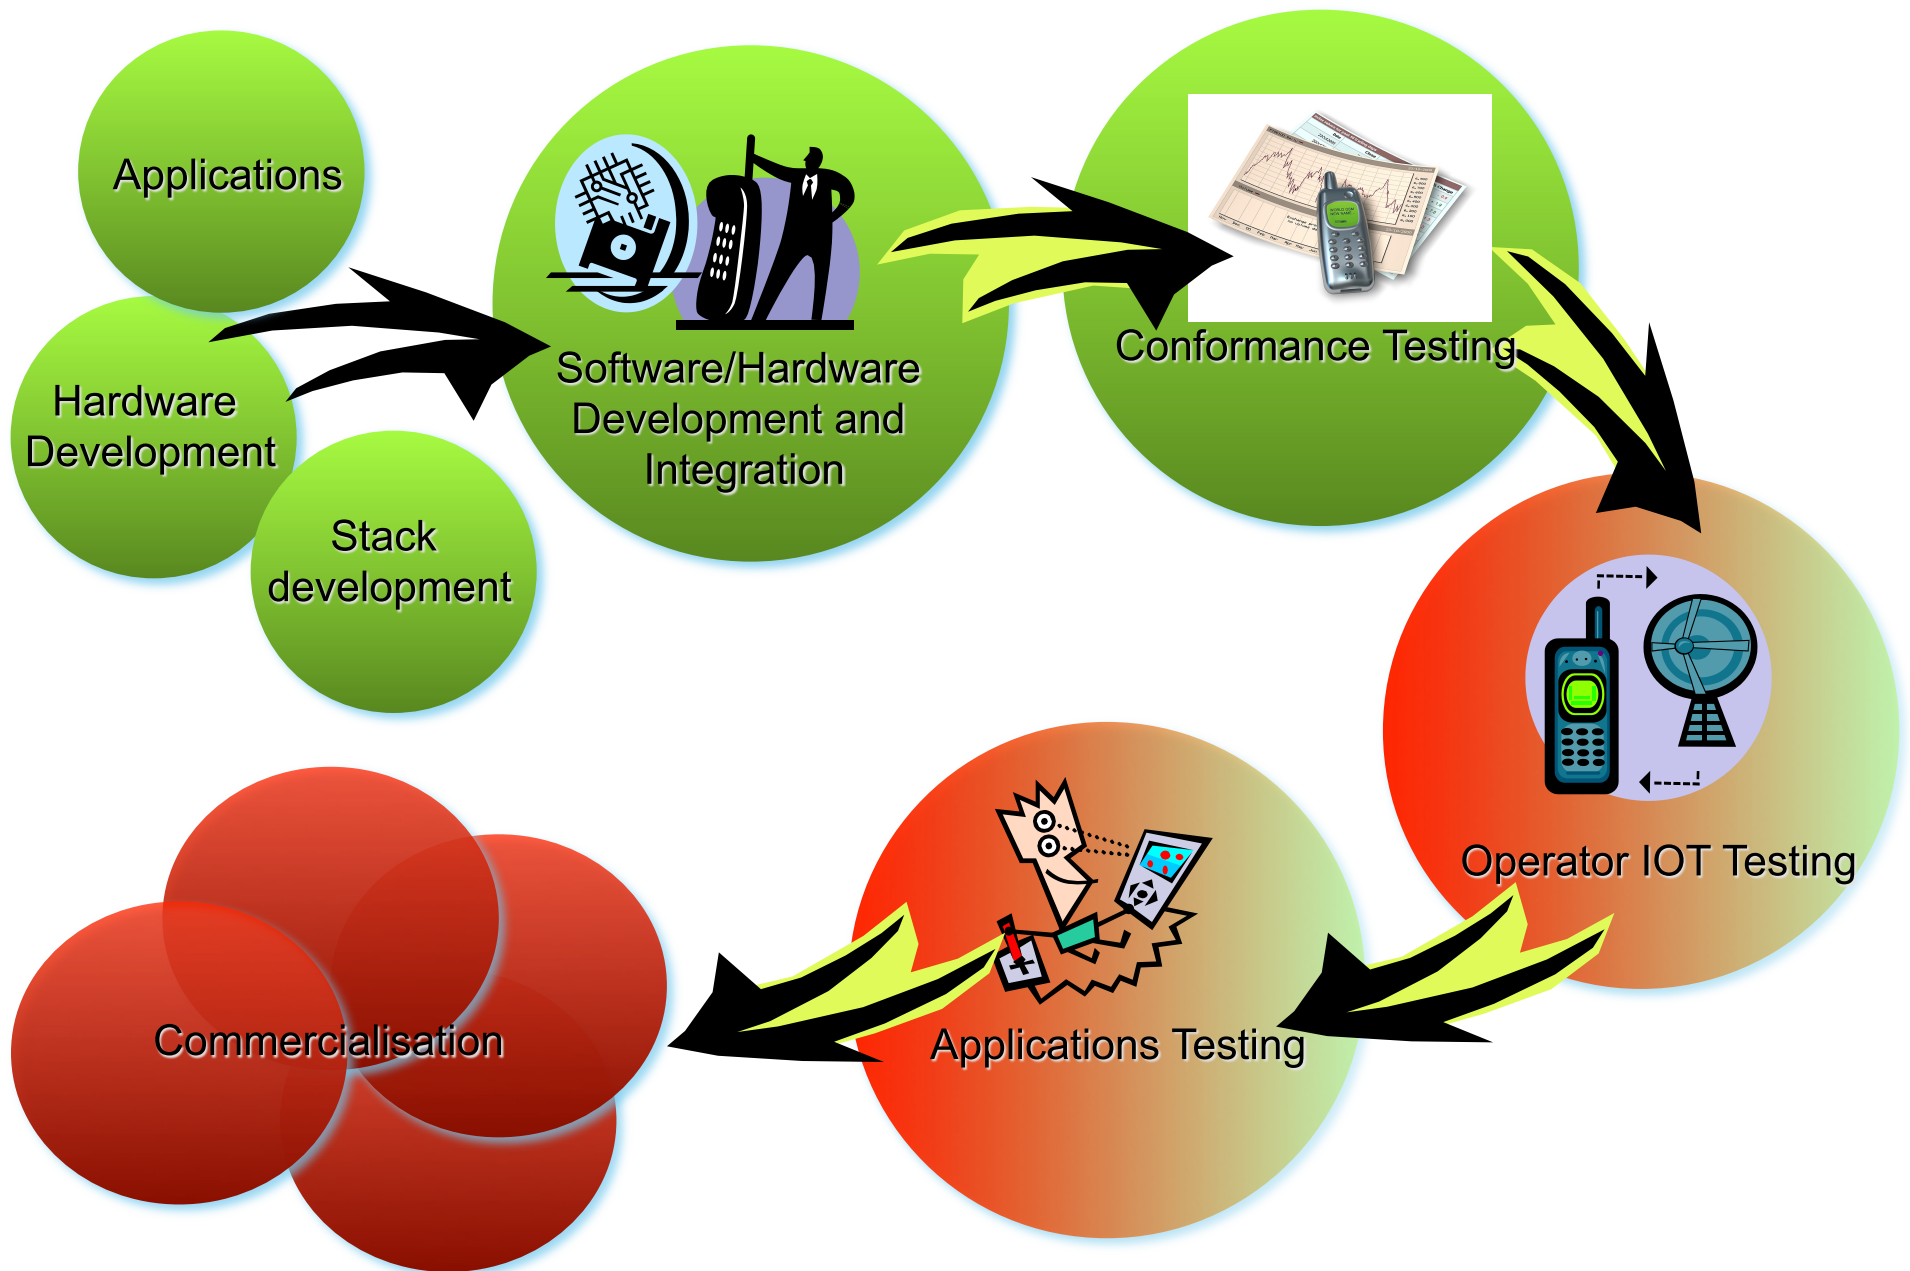 Applications
Hardware
Development
Stack
development
Software/Hardware
Development and
Integration
Conformance Testing
Operator IOT Testing
Applications Testing
Commercialisation